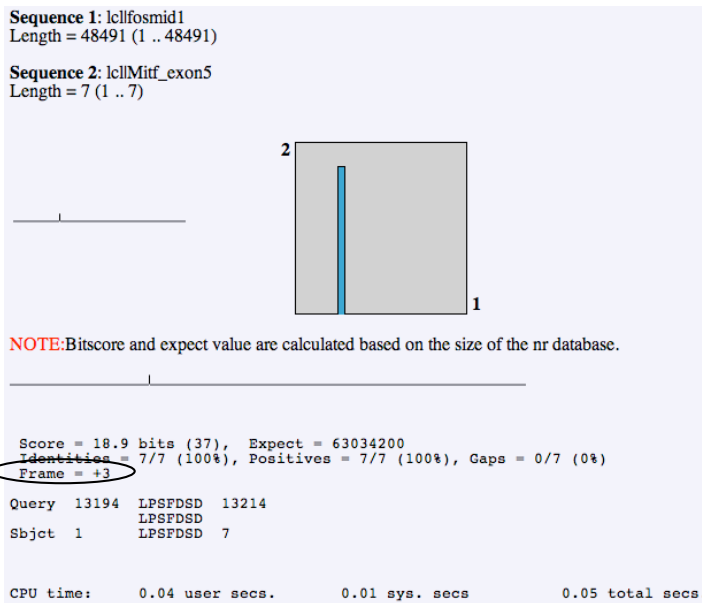 Sequence 1: lcl|fosmid1
Length = 48491 (1 .. 48491)
Sequence 2: lcl|Mitf_exon5
Length = 7 (1 .. 7)
2
1
NOTE:Bitscore and expect value are calculated based on the size of the nr database.
Score = 18.9 bits (37), Expect = 63034200
Identities = 7/7 (100%), Positives = 7/7 (100%), Gaps = 0/7 (0%)
Frame = +3
Query 13194 LPSFDSD 13214
LPSFDSD
Sbjct 1 LPSFDSD 7
CPU time: 0.04 user secs. 0.01 sys. secs 0.05 total secs